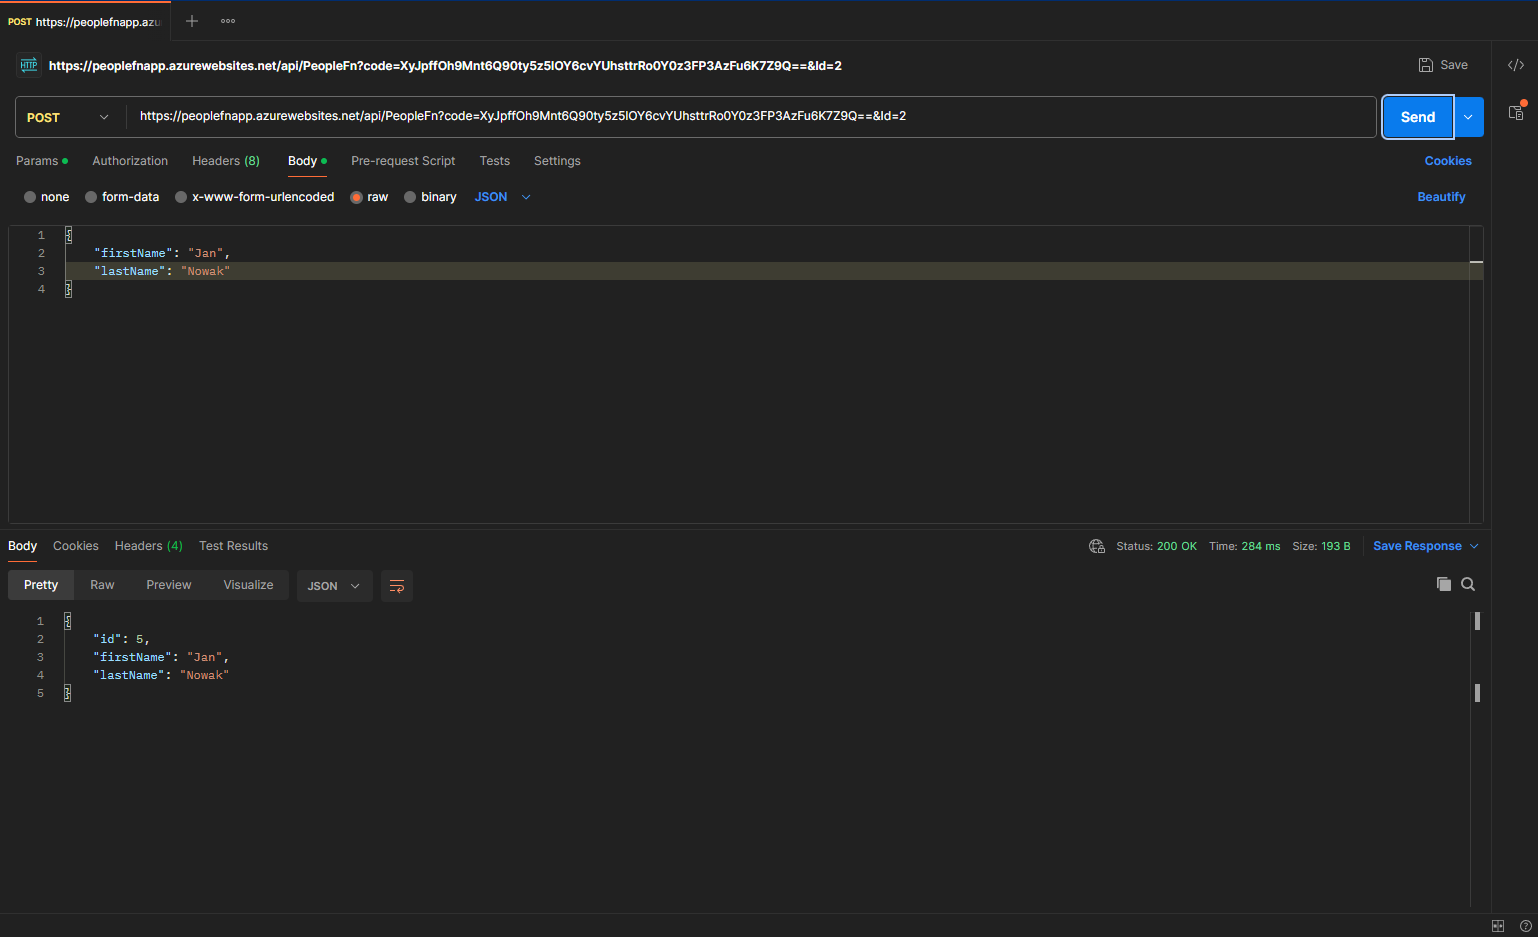 POST https://peoplefnapp.azu
HTTP https://peoplefnapp.azurewebsites.net/api/PeopleFn?code=XyJpffOh9Mnt6Q90ty5z5lOY6cvYUhsttrRo0Y0z3FP3AzFu6K7Z9Q==&Id=2
Save
POST https://peoplefnapp.azurewebsites.net/api/PeopleFn?code=XyJpffOh9Mnt6Q90ty5z5lOY6cvYUhsttrRo0Y0z3FP3AzFu6K7Z9Q==&Id=2
Send
Params Authorization Headers (8) Body Pre-request Script Tests Settings Cookies
none form-data x-www-form-urlencoded raw binary JSON Beautify
1 {
2 "firstName": "Jan",
3 "lastName": "Nowak"
4 }
Body Cookies Headers (4) Test Results Status: 200 OK Time: 284 ms Size: 193 B Save Response
Pretty Raw Preview Visualize JSON
1 {
2 "id": 5,
3 "firstName": "Jan",
4 "lastName": "Nowak"
5 }